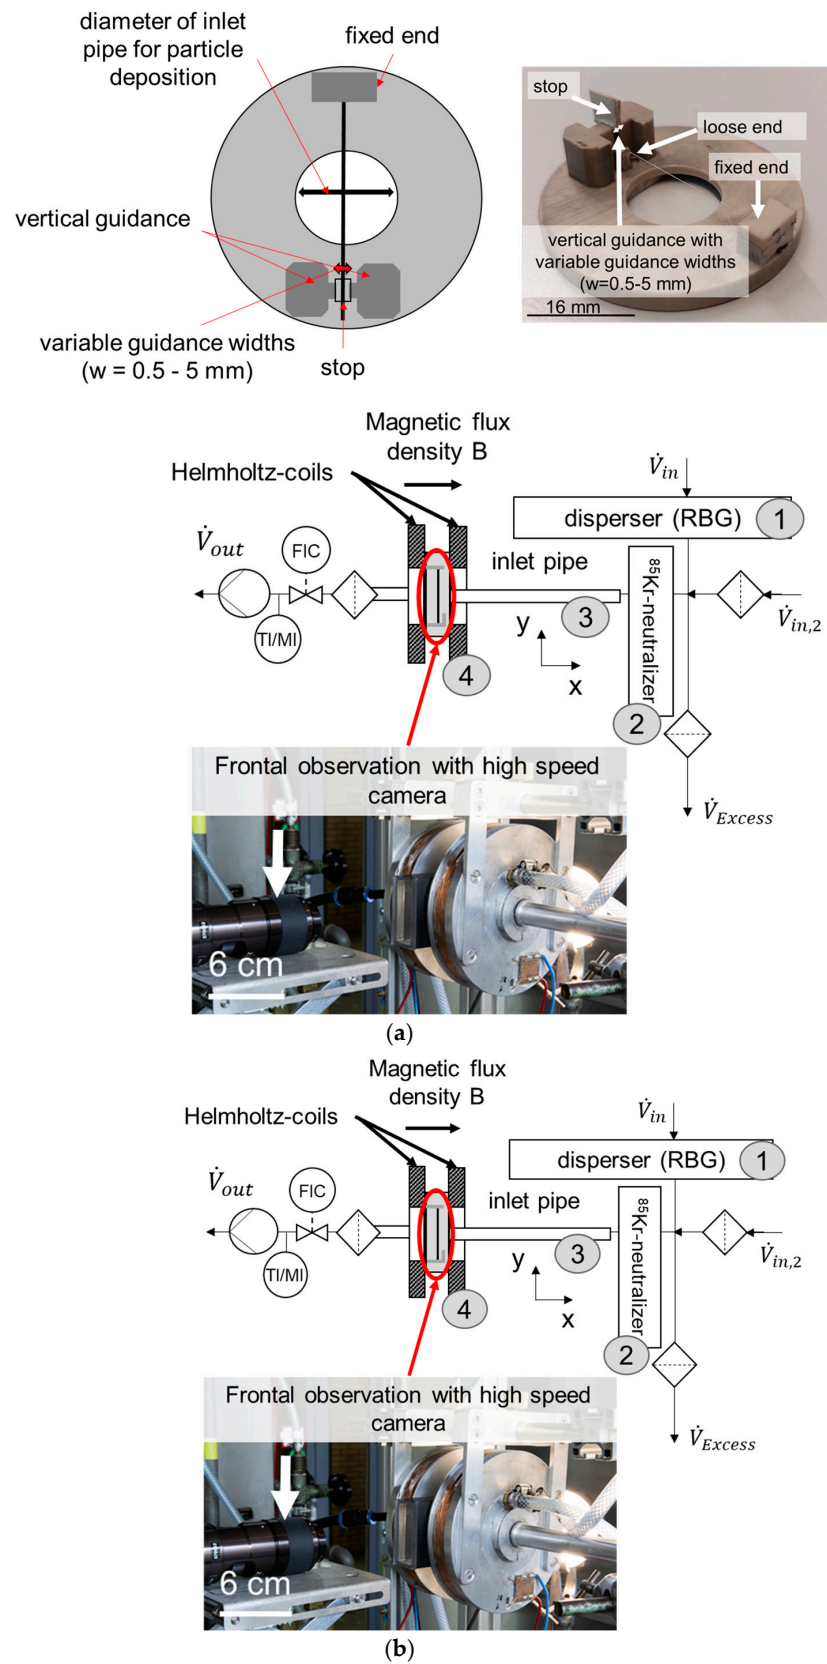 diameter of inlet
pipe for particle
deposition
fixed end
vertical guidance
variable guidance widths
(w = 0.5 - 5 mm)
stop
stop
loose end
fixed end
vertical guidance with
variable guidance widths
(w=0.5-5 mm)
16 mm
Magnetic flux
density B
Helmholtz-coils
V̇in
disperser (RBG)
1
V̇out
FIC
TI/MI
inlet pipe
3
85Kr-neutralizer
2
V̇in,2
y
x
4
V̇Excess
Frontal observation with high speed
camera
6 cm
(a)
Magnetic flux
density B
Helmholtz-coils
V̇in
disperser (RBG)
1
V̇out
FIC
TI/MI
inlet pipe
3
85Kr-neutralizer
2
V̇in,2
y
x
4
V̇Excess
Frontal observation with high speed
camera
6 cm
(b)